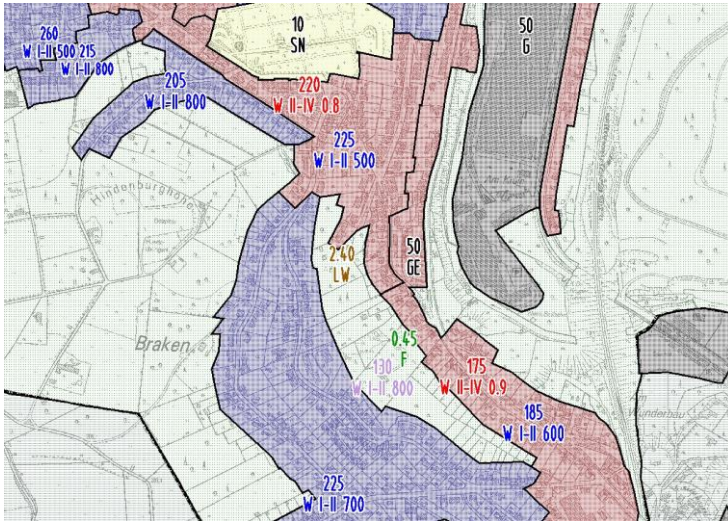 260
W I-II 500
215
W I-II 800
10
SN
50
G
205
W I-II 800
220
W II-IV 0.8
225
W I-II 500
Hindenburghöhe
2.40
LW
50
GE
Braken
0.45
F
130
W I-II 800
175
W II-IV 0.9
185
W I-II 600
Wunderbau
225
W I-II 700